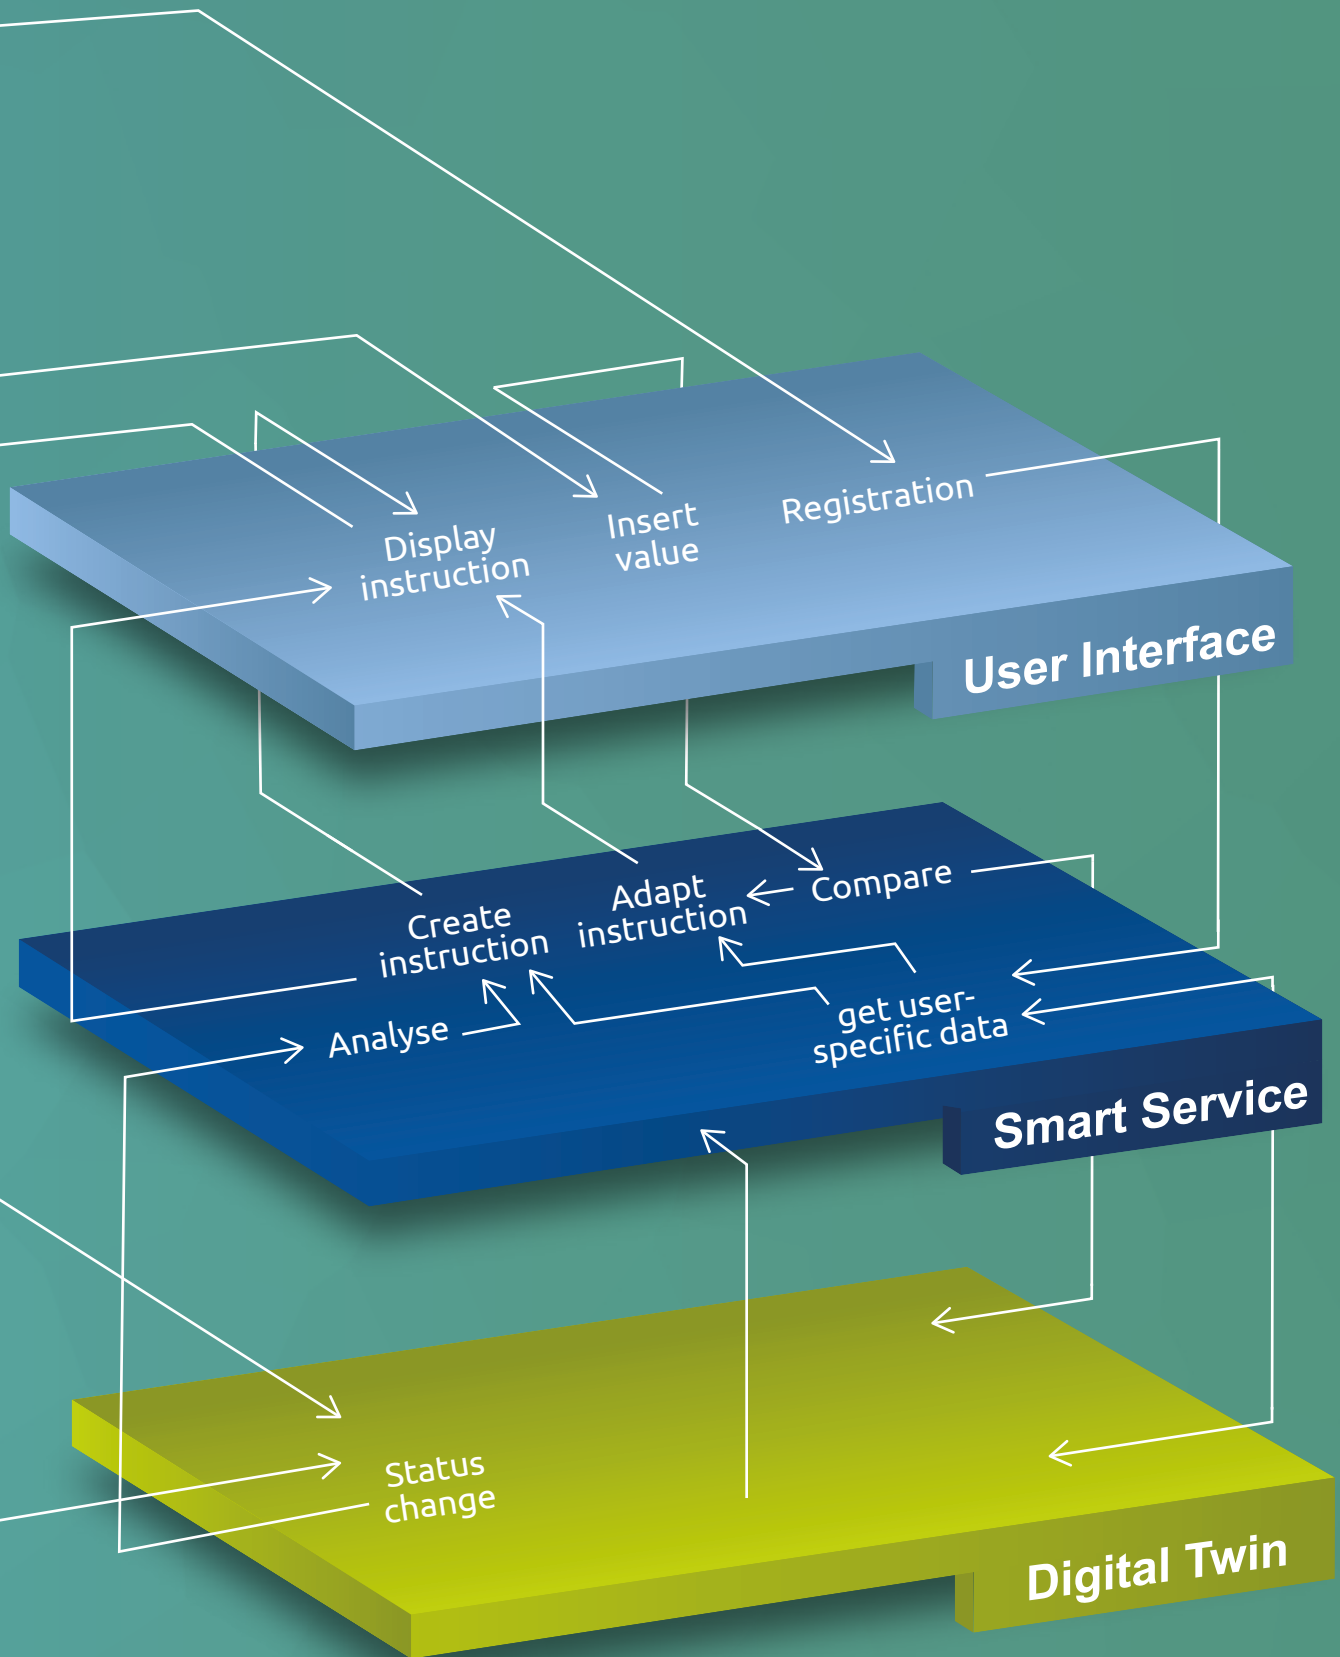 Display
instruction
Insert
value
Registration
User Interface
Create
instruction
Adapt
instruction
Compare
Analyse
get user-
specific data
Smart Service
Status
change
Digital Twin